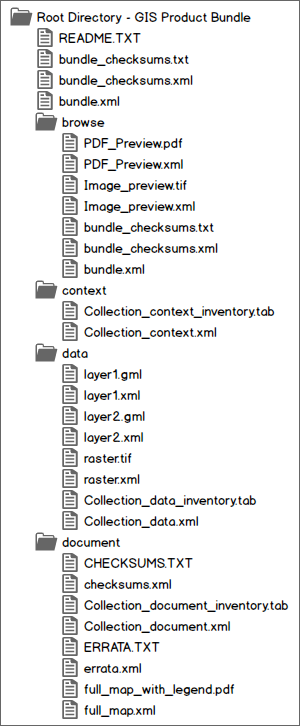 Root Directory - GIS Product Bundle
README.TXT
bundle_checksums.txt
bundle_checksums.xml
bundle.xml
browse
PDF_Preview.pdf
PDF_Preview.xml
Image_preview.tif
Image_preview.xml
bundle_checksums.txt
bundle_checksums.xml
bundle.xml
context
Collection_context_inventory.tab
Collection_context.xml
data
layer1.gml
layer1.xml
layer2.gml
layer2.xml
raster.tif
raster.xml
Collection_data_inventory.tab
Collection_data.xml
document
CHECKSUMS.TXT
checksums.xml
Collection_document_inventory.tab
Collection_document.xml
ERRATA.TXT
errata.xml
full_map_with_legend.pdf
full_map.xml